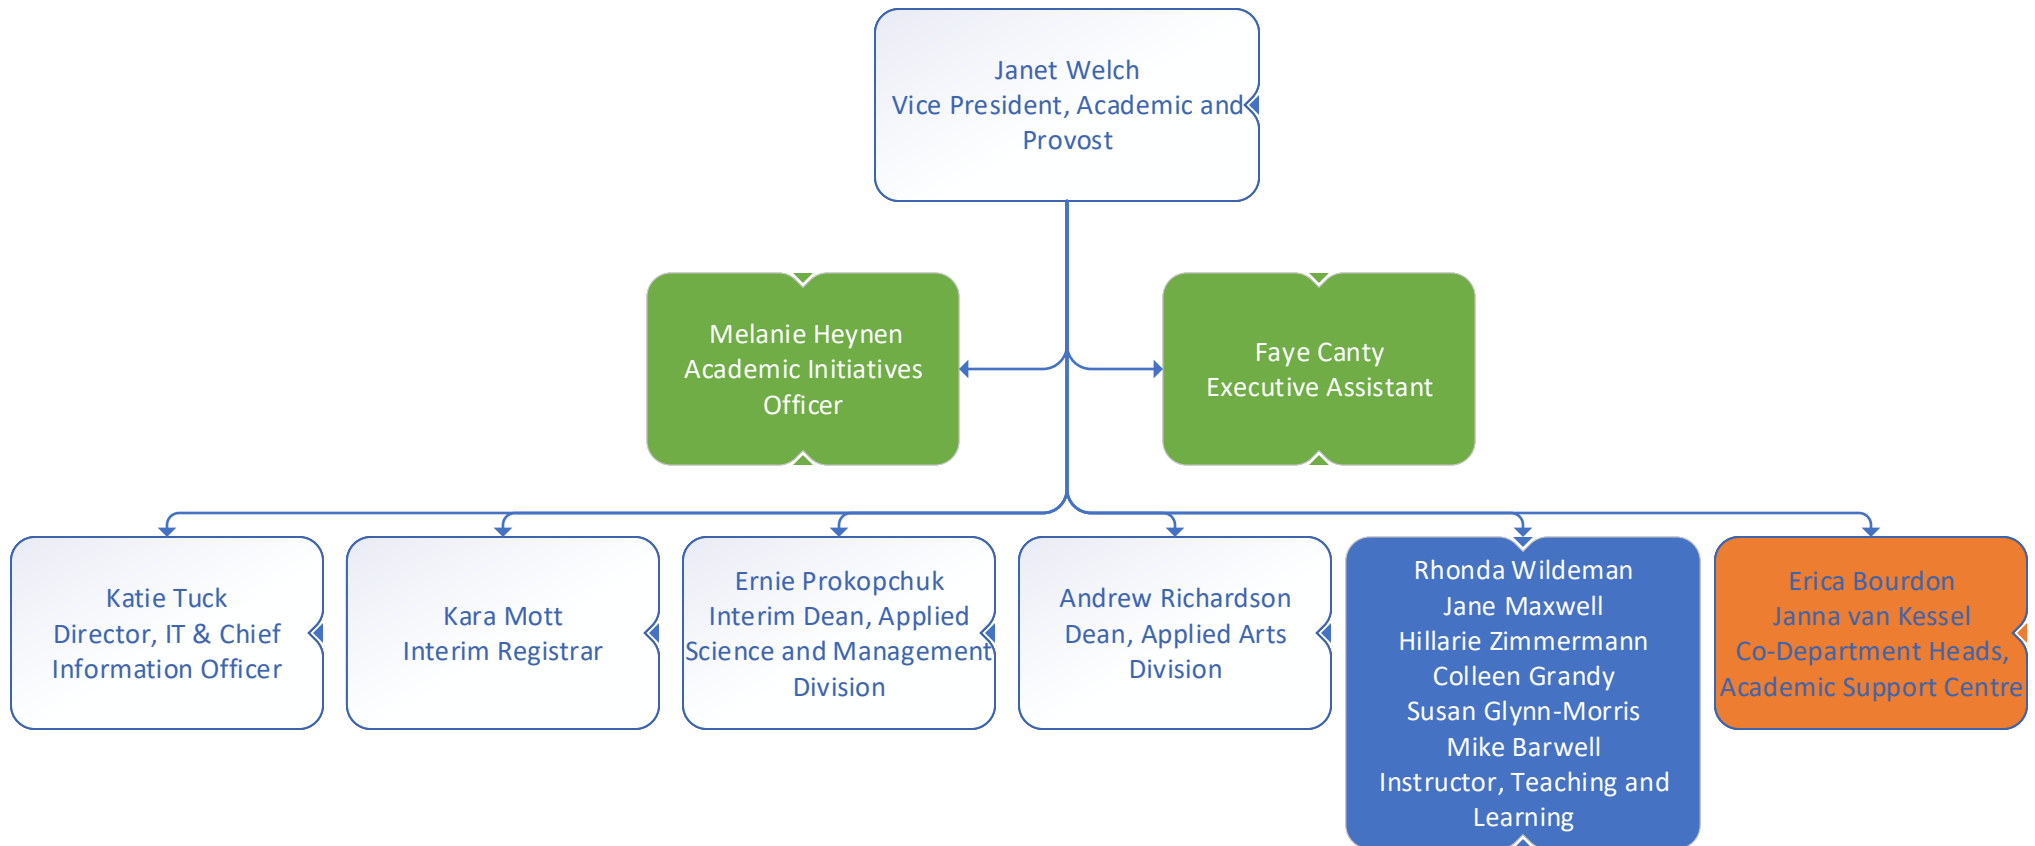 Janet Welch
Vice President, Academic and
Provost
Melanie Heynen
Academic Initiatives
Officer
Faye Canty
Executive Assistant
Katie Tuck
Director, IT & Chief
Information Officer
Kara Mott
Interim Registrar
Ernie Prokopchuk
Interim Dean, Applied
Science and Management
Division
Andrew Richardson
Dean, Applied Arts
Division
Rhonda Wildeman
Jane Maxwell
Hillarie Zimmermann
Colleen Grandy
Susan Glynn-Morris
Mike Barwell
Instructor, Teaching and
Learning
Erica Bourdon
Janna van Kessel
Co-Department Heads,
Academic Support Centre